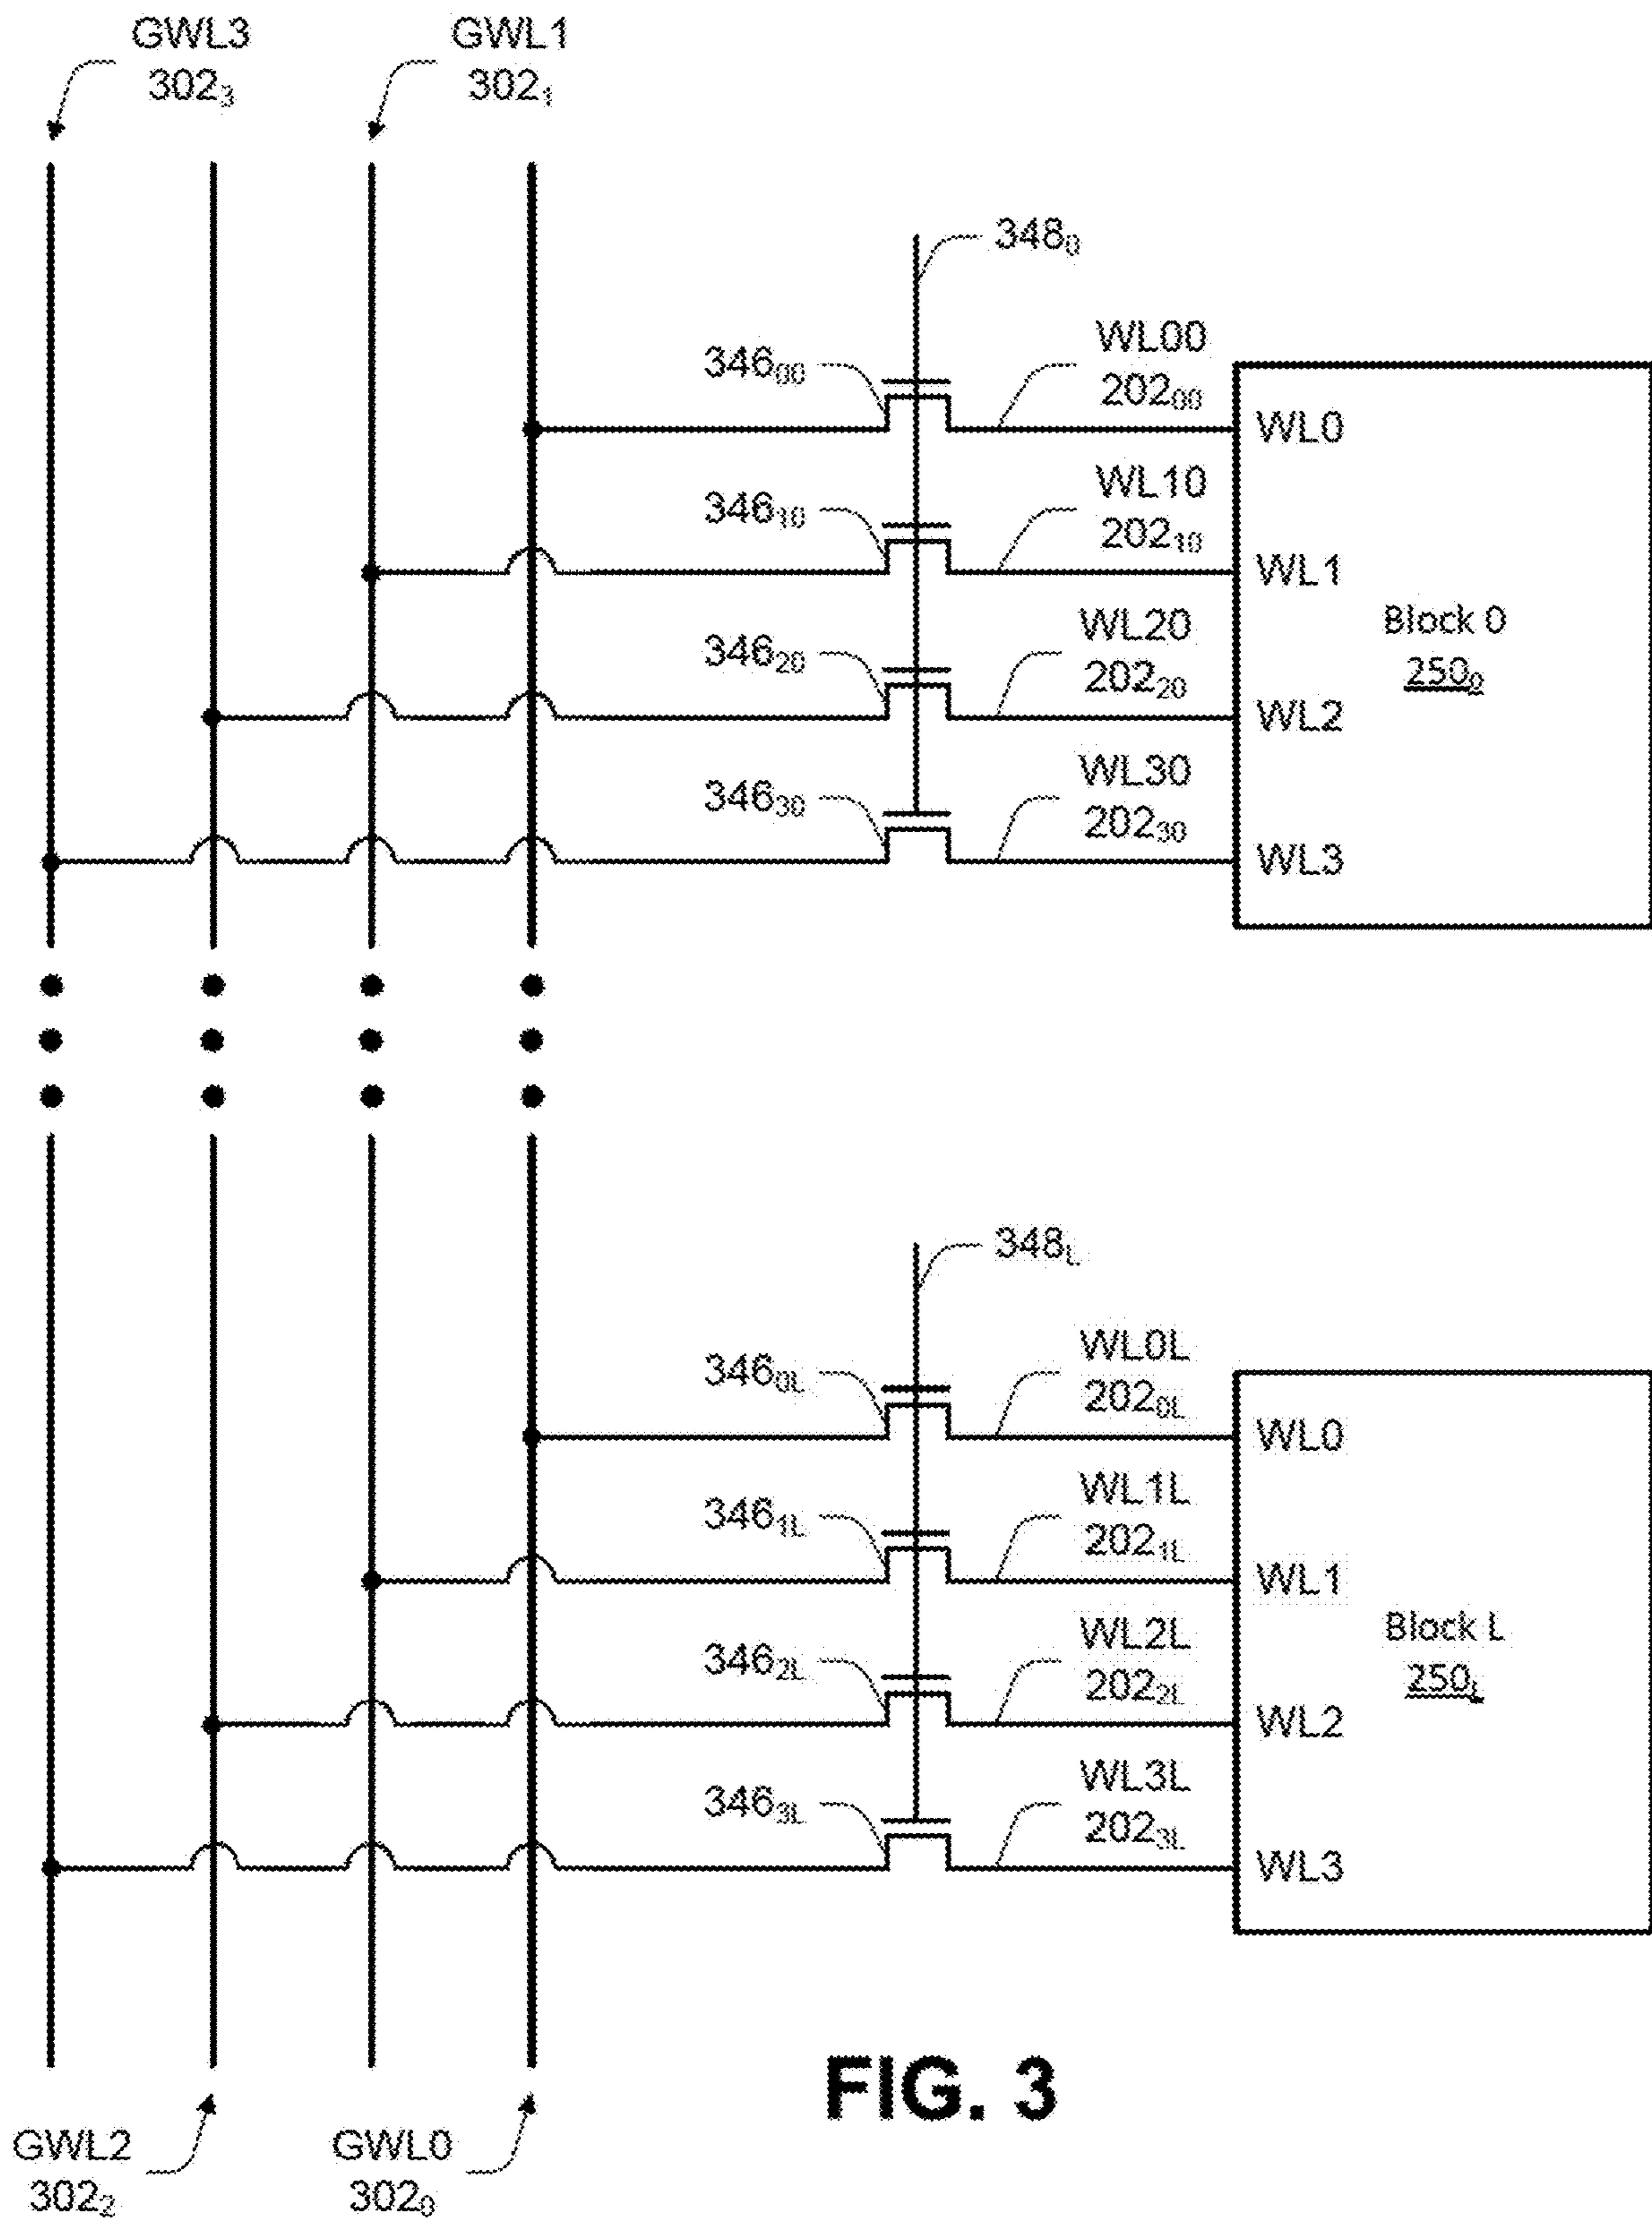 GWL3
302₃
GWL1
302₁
348₀
346₀₀
WL00
202₀₀
WL0
346₁₀
WL10
202₁₀
WL1
Block 0
250₀
346₂₀
WL20
202₂₀
WL2
346₃₀
WL30
202₃₀
WL3
348L
346₀L
WL0L
202₀L
WL0
346₁L
WL1L
202₁L
WL1
Block L
250L
346₂L
WL2L
202₂L
WL2
346₃L
WL3L
202₃L
WL3
FIG. 3
GWL2
302₂
GWL0
302₀